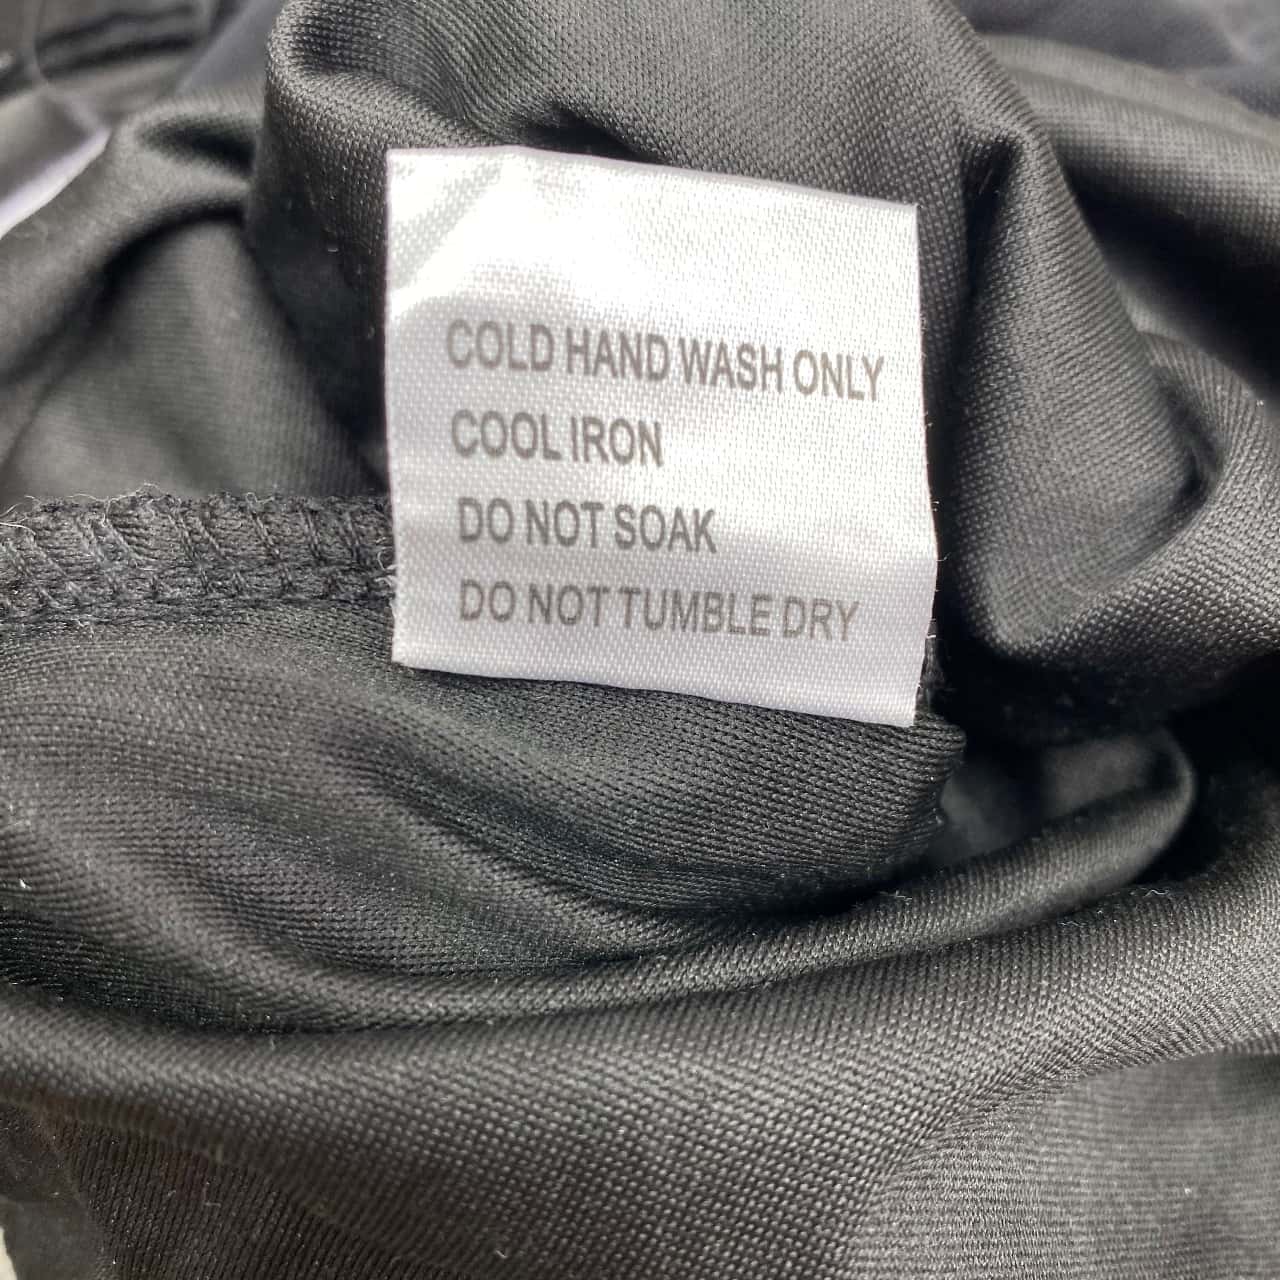 COLD HAND WASH ONLY
COOL IRON
DO NOT SOAK
DO NOT TUMBLE DRY